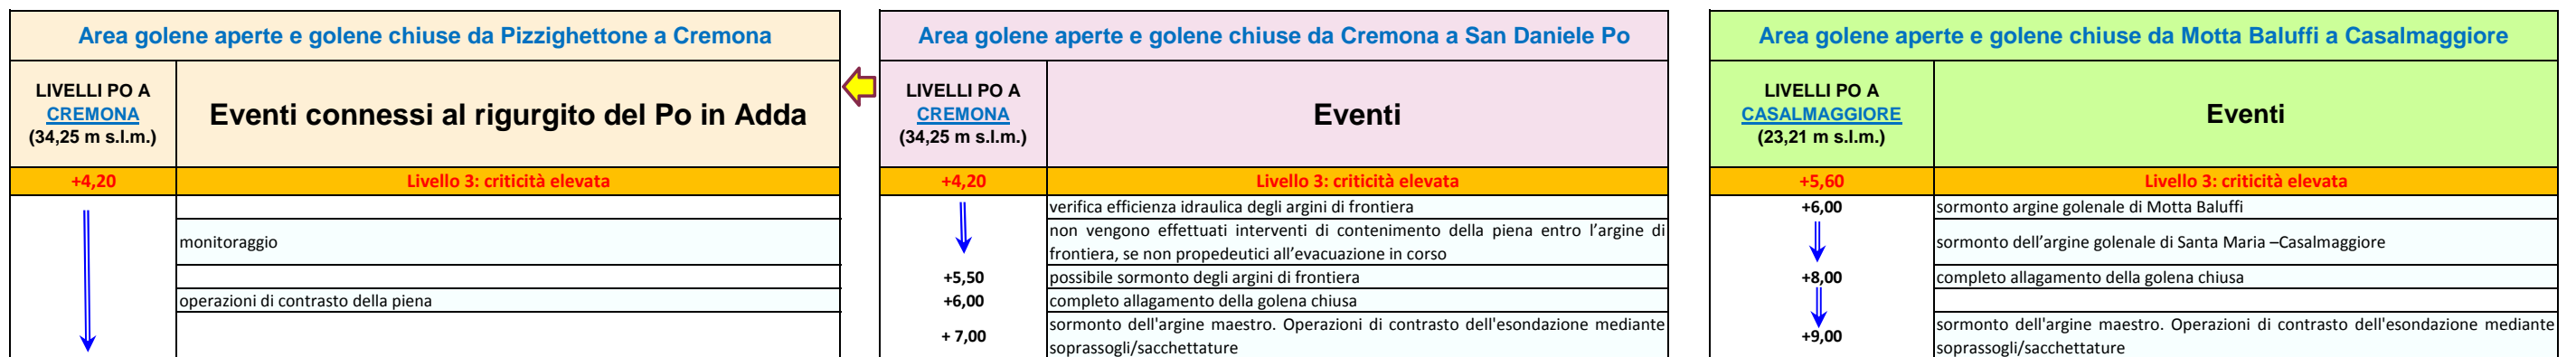 Area golene aperte e golene chiuse da Pizzighettone a Cremona
LIVELLI PO A
CREMONA
(34,25 m s.l.m.)
Eventi connessi al rigurgito del Po in Adda
+4,20
Livello 3: criticità elevata
monitoraggio
operazioni di contrasto della piena
Area golene aperte e golene chiuse da Cremona a San Daniele Po
LIVELLI PO A
CREMONA
(34,25 m s.l.m.)
Eventi
+4,20
Livello 3: criticità elevata
verifica efficienza idraulica degli argini di frontiera
non vengono effettuati interventi di contenimento della piena entro l’argine di
frontiera, se non propedeutici all’evacuazione in corso
+5,50
possibile sormonto degli argini di frontiera
+6,00
completo allagamento della golena chiusa
+ 7,00
sormonto dell'argine maestro. Operazioni di contrasto dell'esondazione mediante
soprassogli/sacchettature
Area golene aperte e golene chiuse da Motta Baluffi a Casalmaggiore
LIVELLI PO A
CASALMAGGIORE
(23,21 m s.l.m.)
Eventi
+5,60
Livello 3: criticità elevata
+6,00
sormonto argine golenale di Motta Baluffi
sormonto dell’argine golenale di Santa Maria –Casalmaggiore
+8,00
completo allagamento della golena chiusa
+9,00
sormonto dell'argine maestro. Operazioni di contrasto dell'esondazione mediante
soprassogli/sacchettature